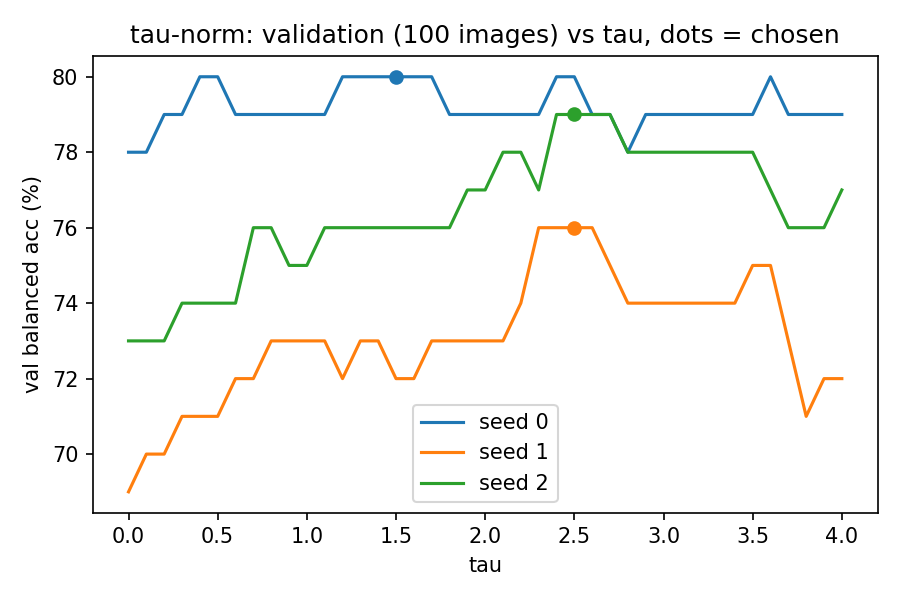 tau-norm: validation (100 images) vs tau, dots = chosen
val balanced acc (%)
80
78
76
74
72
70
seed 0
seed 1
seed 2
0.0 0.5 1.0 1.5 2.0 2.5 3.0 3.5 4.0
tau